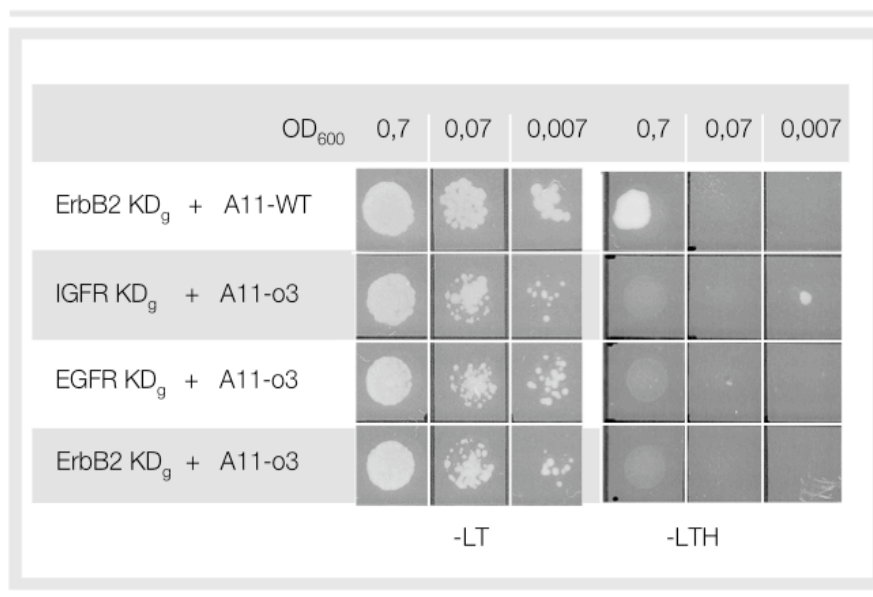 OD600 0,7 0,07 0,007 0,7 0,07 0,007
ErbB2 KDg + A11-WT
IGFR KDg + A11-o3
EGFR KDg + A11-o3
ErbB2 KDg + A11-o3
-LT -LTH